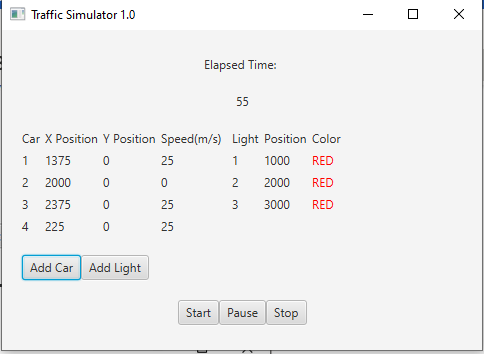 Traffic Simulator 1.0
Elapsed Time:
55
Car X Position Y Position Speed(m/s) Light Position Color
1 1375 0 25 1 1000 RED
2 2000 0 0 2 2000 RED
3 2375 0 25 3 3000 RED
4 225 0 25
Add Car Add Light
Start Pause Stop